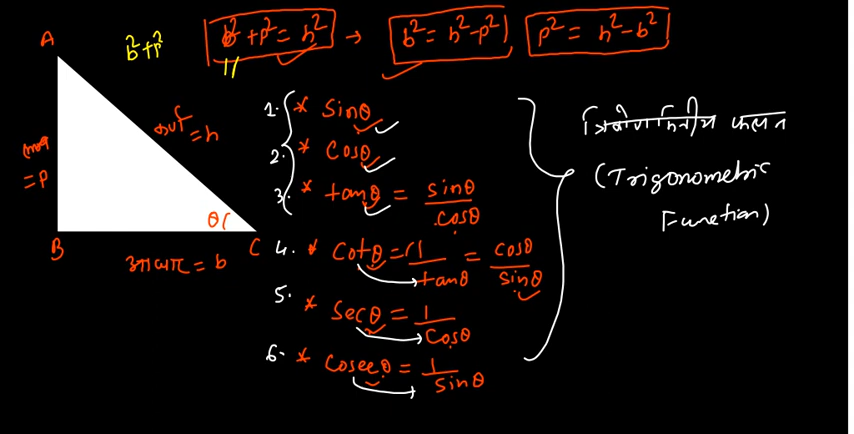 A
b²+p²
b²+p² = h² → b² = h²-p² p² = h²-b²
कर्ण = h
लम्ब = p
θ
B
C
आधार = b
1. * Sinθ
2. * Cosθ
3. * tanθ = sinθ/cosθ
4. * Cotθ = 1/tanθ = cosθ/sinθ
5. * Secθ = 1/Cosθ
6. * Cosecθ = 1/Sinθ
त्रिकोणमितीय फलन
(Trigonometric
Function)